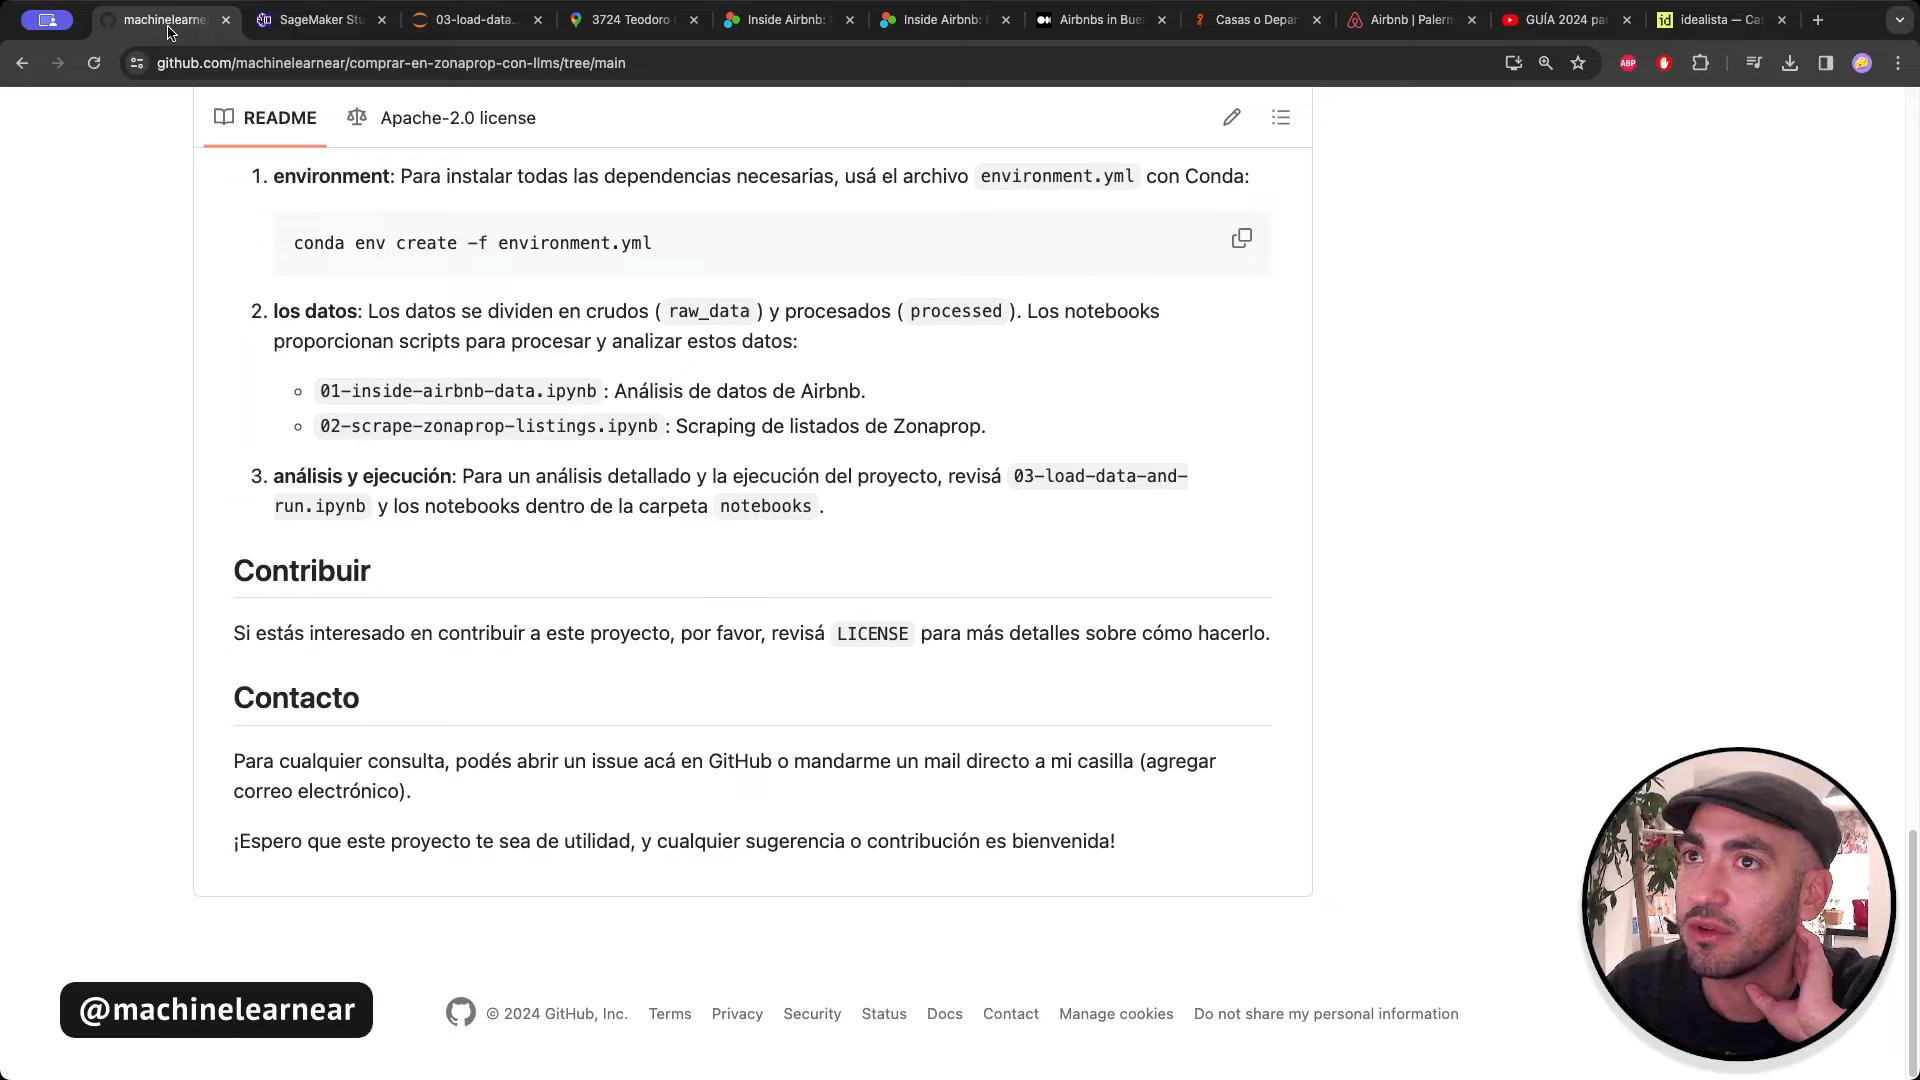 machinelearne
SageMaker Stu
03-load-data.
3724 Teodoro
Inside Airbnb:
Inside Airbnb:
Airbnbs in Bue
Casas o Depar
Airbnb | Palerm
GUÍA 2024 pa
idealista — Ca
github.com/machinelearnear/comprar-en-zonaprop-con-llms/tree/main
ABP
README
Apache-2.0 license
1. environment: Para instalar todas las dependencias necesarias, usá el archivo environment.yml con Conda:
conda env create -f environment.yml
2. los datos: Los datos se dividen en crudos ( raw_data ) y procesados ( processed ). Los notebooks
proporcionan scripts para procesar y analizar estos datos:
01-inside-airbnb-data.ipynb : Análisis de datos de Airbnb.
02-scrape-zonaprop-listings.ipynb : Scraping de listados de Zonaprop.
3. análisis y ejecución: Para un análisis detallado y la ejecución del proyecto, revisá 03-load-data-and-
run.ipynb y los notebooks dentro de la carpeta notebooks .
Contribuir
Si estás interesado en contribuir a este proyecto, por favor, revisá LICENSE para más detalles sobre cómo hacerlo.
Contacto
Para cualquier consulta, podés abrir un issue acá en GitHub o mandarme un mail directo a mi casilla (agregar
correo electrónico).
¡Espero que este proyecto te sea de utilidad, y cualquier sugerencia o contribución es bienvenida!
@machinelearnear
© 2024 GitHub, Inc. Terms Privacy Security Status Docs Contact Manage cookies Do not share my personal information